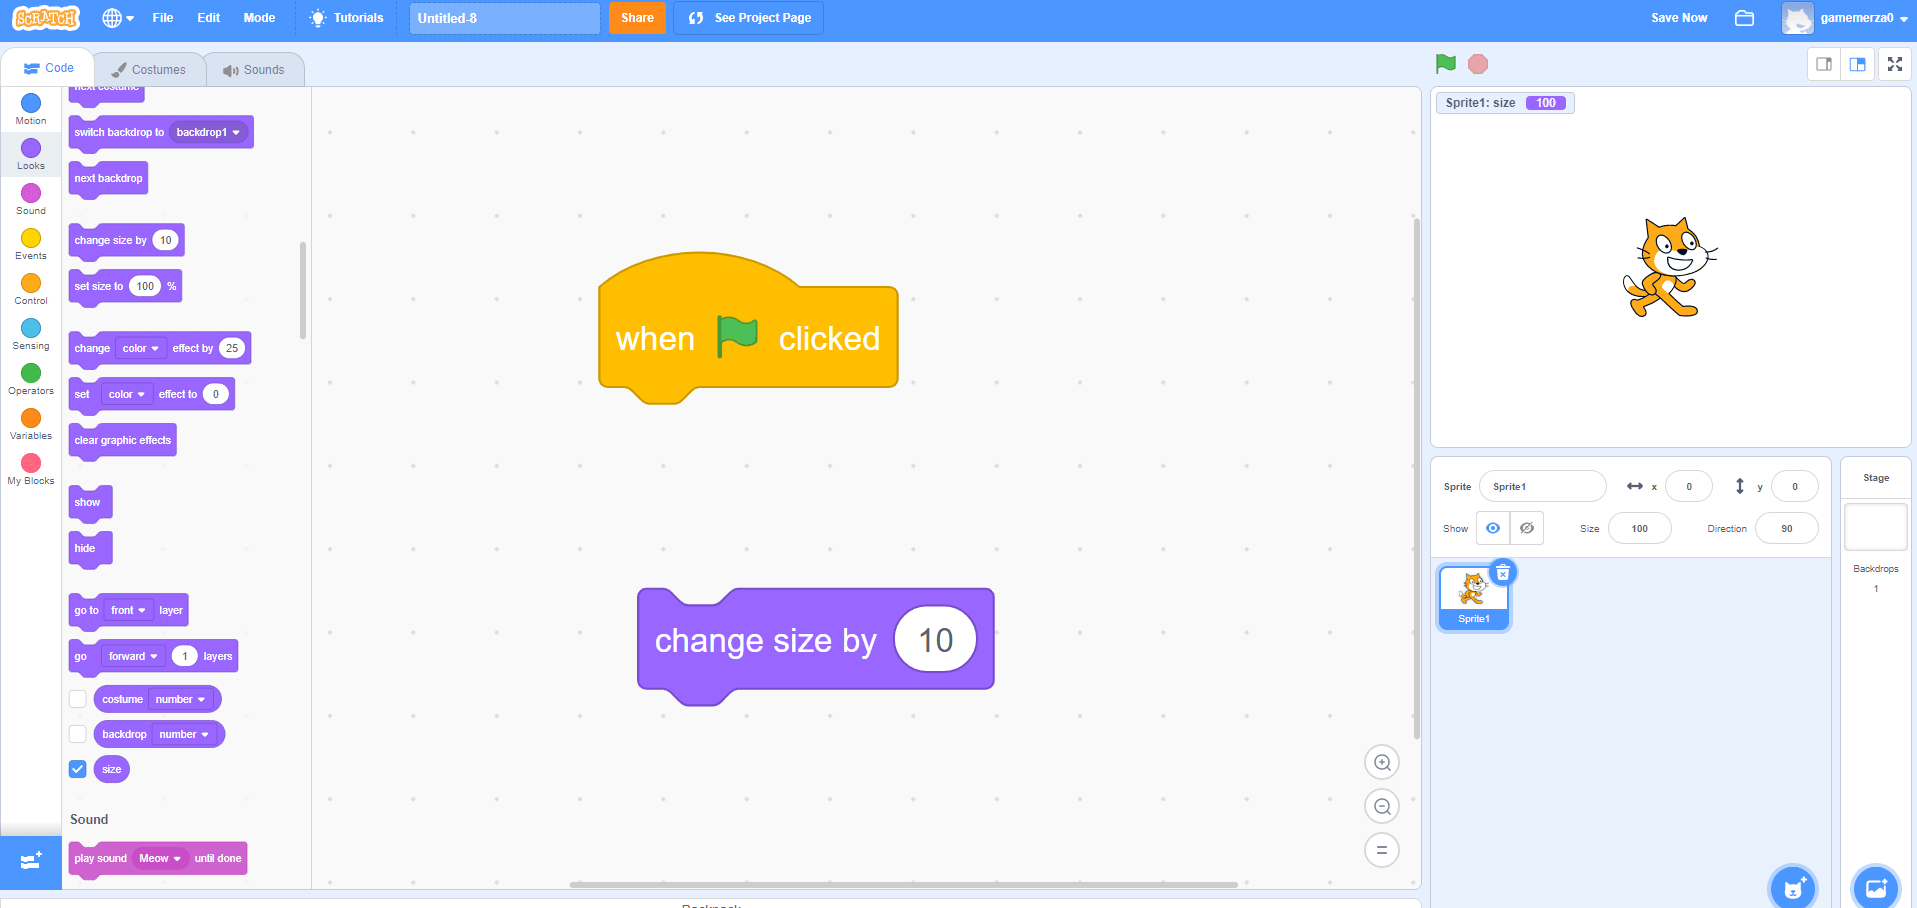 SCRATCH File Edit Mode Tutorials Untitled-8 Share See Project Page Save Now gamemerza0
Code Costumes Sounds
Motion
Looks
Sound
Events
Control
Sensing
Operators
Variables
My Blocks
next costume
switch backdrop to backdrop1
next backdrop
change size by 10
set size to 100 %
change color effect by 25
set color effect to 0
clear graphic effects
show
hide
go to front layer
go forward 1 layers
costume number
backdrop number
size
Sound
play sound Meow until done
when clicked
change size by 10
Sprite1: size 100
Sprite Sprite1 x 0 y 0
Show Size 100 Direction 90
Sprite1
Stage
Backdrops
1
Backpack